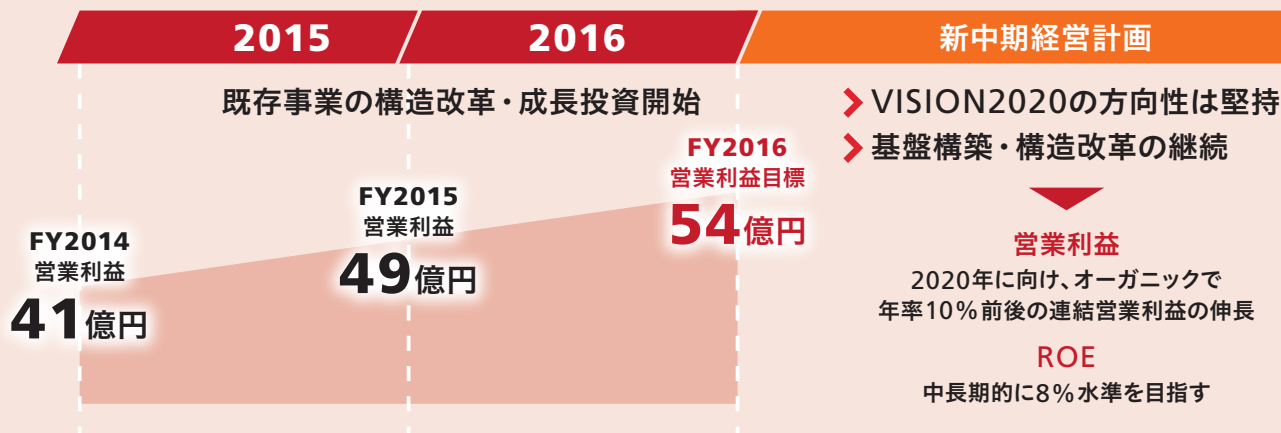 2015
2016
新中期経営計画
既存事業の構造改革・成長投資開始
FY2014
営業利益
41億円
FY2015
営業利益
49億円
FY2016
営業利益目標
54億円
VISION2020の方向性は堅持
基盤構築・構造改革の継続
営業利益
2020年に向け、オーガニックで
年率10%前後の連結営業利益の伸長
ROE
中長期的に8%水準を目指す